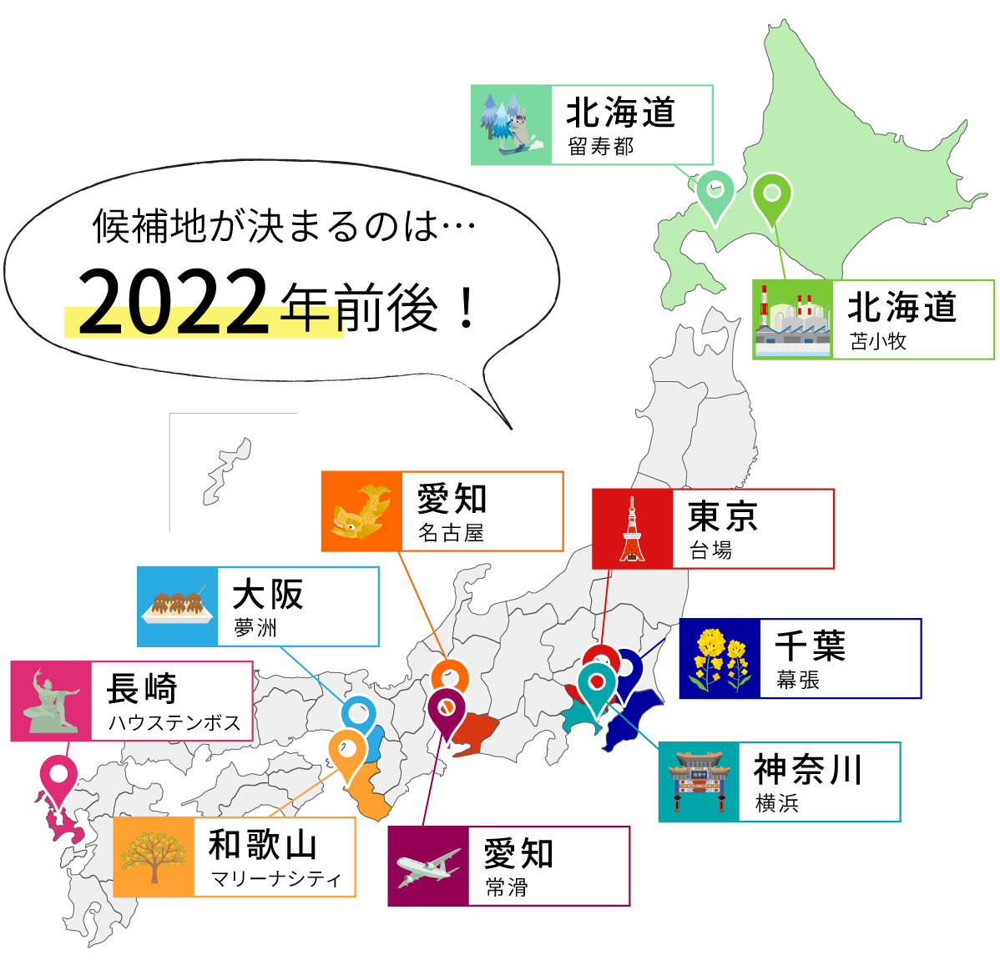 北海道
留寿都
候補地が決まるのは…
2022年前後！
北海道
苫小牧
愛知
名古屋
東京
台場
大阪
夢洲
千葉
幕張
長崎
ハウステンボス
神奈川
横浜
和歌山
マリーナシティ
愛知
常滑